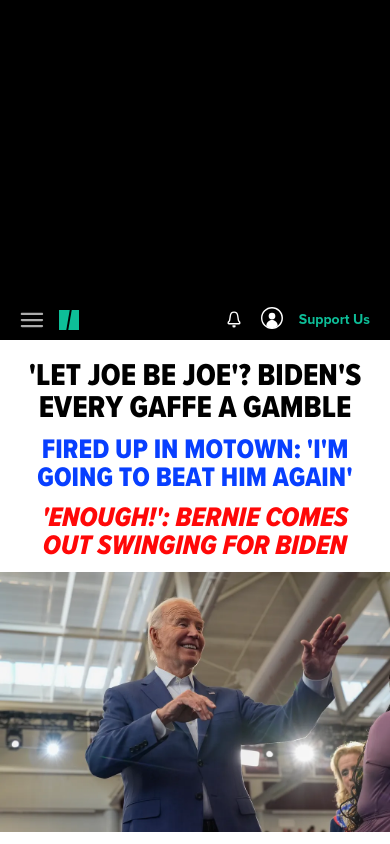 Support Us
'LET JOE BE JOE'? BIDEN'S
EVERY GAFFE A GAMBLE
FIRED UP IN MOTOWN: 'I'M
GOING TO BEAT HIM AGAIN'
'ENOUGH!': BERNIE COMES
OUT SWINGING FOR BIDEN